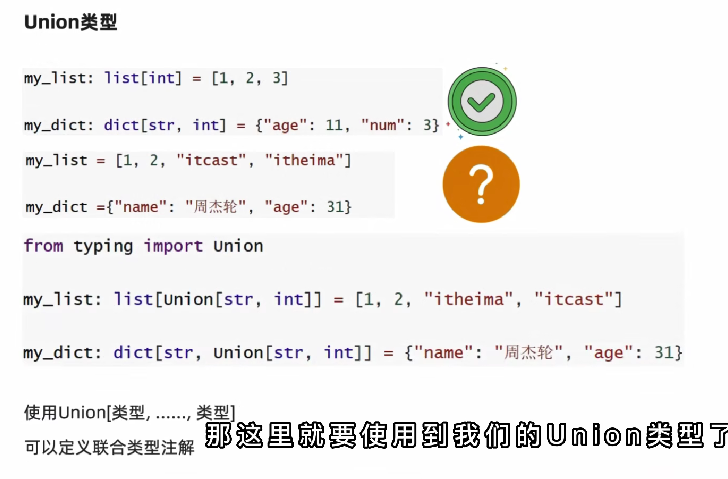 Union类型
my_list: list[int] = [1, 2, 3]
my_dict: dict[str, int] = {"age": 11, "num": 3}
my_list = [1, 2, "itcast", "itheima"]
my_dict ={"name": "周杰轮", "age": 31}
from typing import Union
my_list: list[Union[str, int]] = [1, 2, "itheima", "itcast"]
my_dict: dict[str, Union[str, int]] = {"name": "周杰轮", "age": 31}
使用Union[类型, ......, 类型]
可以定义联合类型注解
那这里就要使用到我们的Union类型了